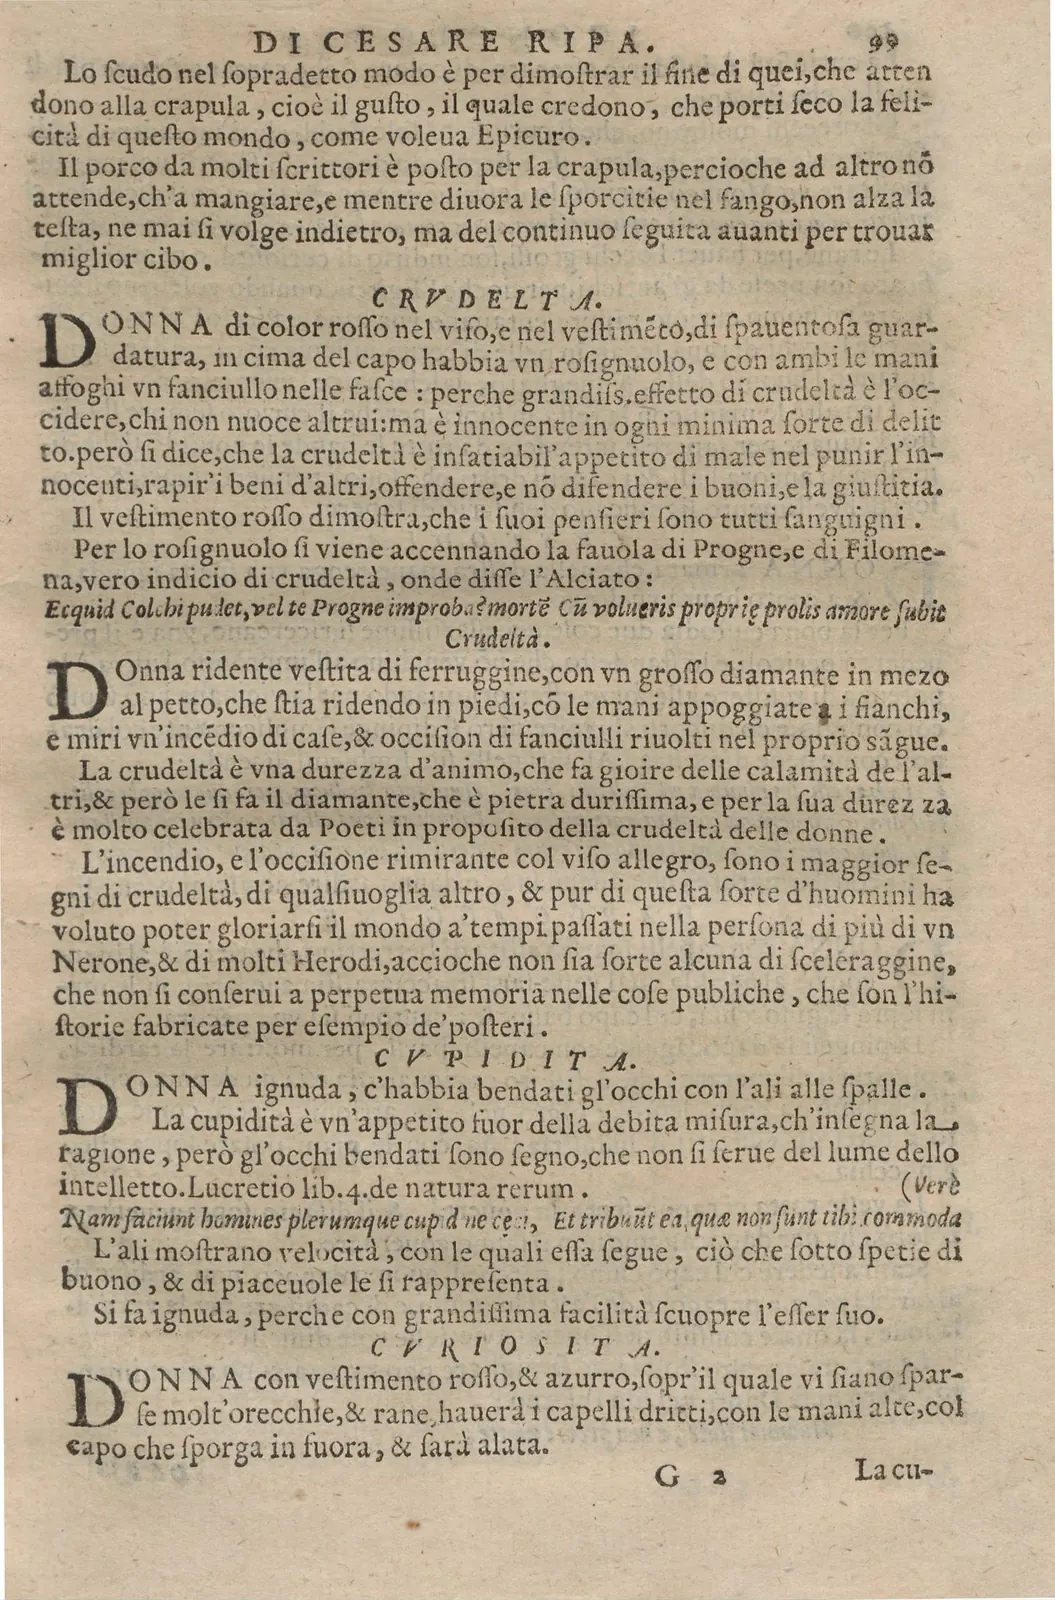 DI CESARE RIPA. 99
Lo ſcudo nel ſopradetto modo è per dimoſtrar il fine di quei,che atten
dono alla crapula , cioè il guſto , il quale credono , che porti ſeco la feli-
cità di queſto mondo , come voleua Epicuro .
Il porco da molti ſcrittori è poſto per la crapula,percioche ad altro nō
attende,ch'a mangiare,e mentre diuora le ſporcitie nel fango,non alza la
teſta, ne mai ſi volge indietro, ma del continuo ſeguita auanti per trouar
miglior cibo .
CRVDELTA.
DONNA di color roſſo nel viſo,e nel veſtimēto,di ſpauentoſa guar-
datura, in cima del capo habbia vn roſignuolo, e con ambi le mani
affoghi vn fanciullo nelle faſce : perche grandiſs.effetto di crudeltà è l'oc-
cidere,chi non nuoce altrui:ma è innocente in ogni minima ſorte di delit
to.però ſi dice,che la crudeltà è inſatiabil'appetito di male nel punir l'in-
nocenti,rapir'i beni d'altri,offendere,e nō difendere i buoni,e la giuſtitia.
Il veſtimento roſſo dimoſtra,che i ſuoi penſieri ſono tutti ſanguigni .
Per lo roſignuolo ſi viene accennando la fauola di Progne,e di Filome-
na,vero indicio di crudeltà , onde diſſe l'Alciato :
Ecquid Colchi pudet,vel te Progne improba?mortē Cū volucris proprię prolis amore ſubit
Crudeltà .
DOnna ridente veſtita di ferruggine,con vn groſſo diamante in mezo
al petto,che ſtia ridendo in piedi,cō le mani appoggiate a i fianchi,
e miri vn'incēdio di caſe,& occiſion di fanciulli riuolti nel proprio sāgue.
La crudeltà è vna durezza d'animo,che fa gioire delle calamità de l'al-
tri,& però le ſi fa il diamante,che è pietra duriſſima, e per la ſua durez za
è molto celebrata da Poeti in propoſito della crudeltà delle donne .
L'incendio, e l'occiſione rimirante col viſo allegro, ſono i maggior ſe-
gni di crudeltà, di qualſiuoglia altro , & pur di queſta ſorte d'huomini ha
voluto poter gloriarſi il mondo a'tempi paſſati nella perſona di più di vn
Nerone,& di molti Herodi,accioche non ſia ſorte alcuna di ſceleraggine,
che non ſi conſerui a perpetua memoria nelle coſe publiche , che ſon l'hi-
ſtorie fabricate per eſempio de'poſteri .
CVPIDITA.
DONNA ignuda , c'habbia bendati gl'occhi con l'ali alle ſpalle .
La cupidità è vn'appetito fuor della debita miſura,ch'inſegna la
ragione , però gl'occhi bendati ſono ſegno,che non ſi ſerue del lume dello
intelletto.Lucretio lib.4.de natura rerum . (Verè
Nam faciunt homines plerumque cupidine cęci, Et tribuūt ea, quæ non ſunt tibi commoda
L'ali moſtrano velocità , con le quali eſſa ſegue , ciò che ſotto ſpetie di
buono , & di piaceuole le ſi rappreſenta .
Si fa ignuda , perche con grandiſſima facilità ſcuopre l'eſſer ſuo.
CVRIOSITA.
DONNA con veſtimento roſſo,& azurro,ſopr'il quale vi ſiano ſpar-
ſe molt'orecchie,& rane,hauerà i capelli dritti,con le mani alte,col
capo che ſporga in fuora , & ſarà alata.
G 2 La cu-